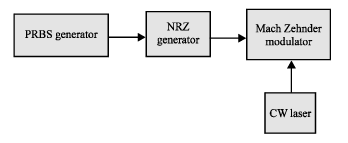 PRBS generator
NRZ
generator
Mach Zehnder
modulator
CW laser